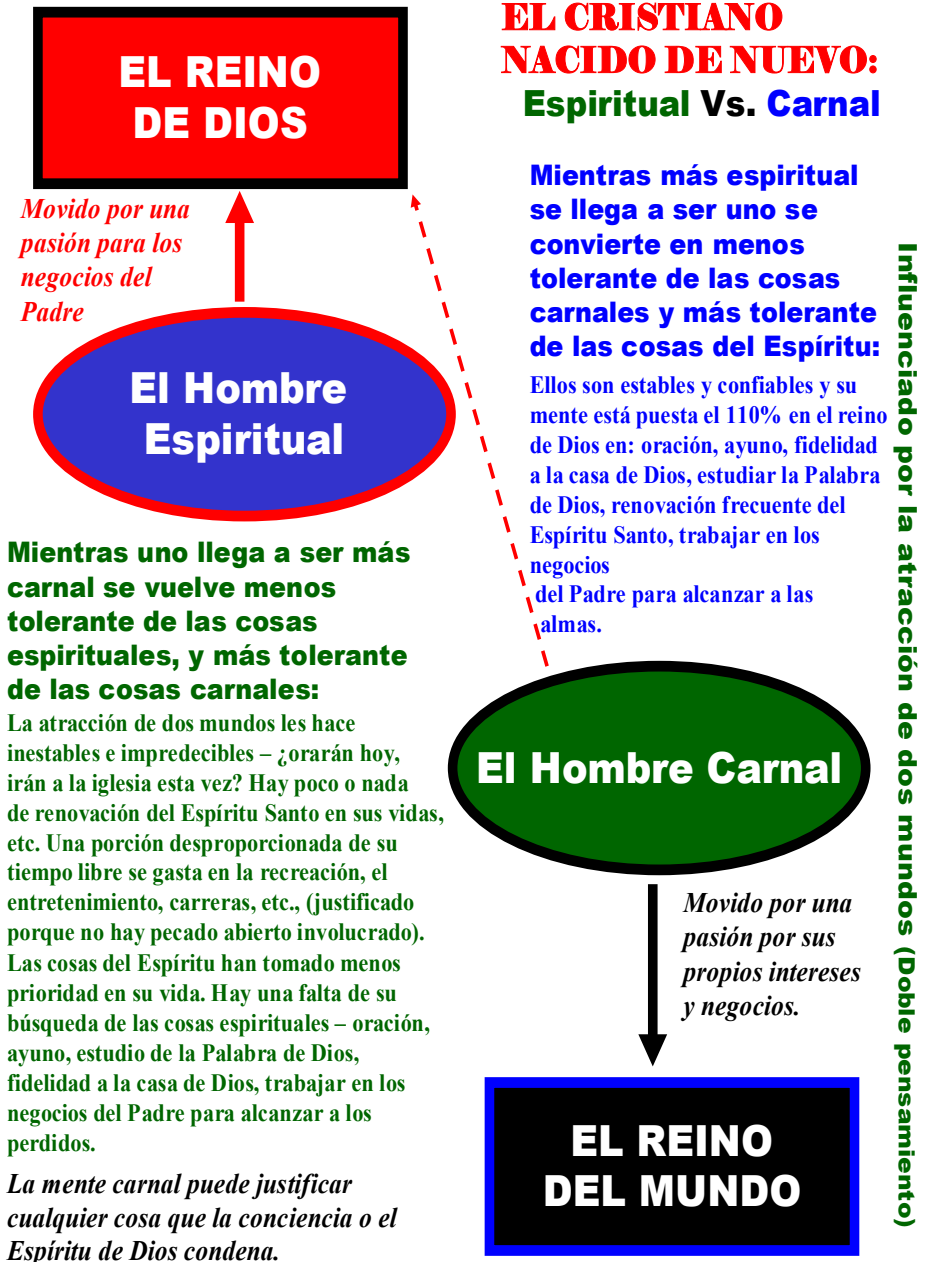 EL CRISTIANO
NACIDO DE NUEVO:
Espiritual Vs. Carnal
EL REINO
DE DIOS
Movido por una
pasión para los
negocios del
Padre
El Hombre
Espiritual
Mientras más espiritual
se llega a ser uno se
convierte en menos
tolerante de las cosas
carnales y más tolerante
de las cosas del Espíritu:
Ellos son estables y confiables y su
mente está puesta el 110% en el reino
de Dios en: oración, ayuno, fidelidad
a la casa de Dios, estudiar la Palabra
de Dios, renovación frecuente del
Espíritu Santo, trabajar en los
negocios
del Padre para alcanzar a las
almas.
Mientras uno llega a ser más
carnal se vuelve menos
tolerante de las cosas
espirituales, y más tolerante
de las cosas carnales:
La atracción de dos mundos les hace
inestables e impredecibles – ¿orarán hoy,
irán a la iglesia esta vez? Hay poco o nada
de renovación del Espíritu Santo en sus vidas,
etc. Una porción desproporcionada de su
tiempo libre se gasta en la recreación, el
entretenimiento, carreras, etc., (justificado
porque no hay pecado abierto involucrado).
Las cosas del Espíritu han tomado menos
prioridad en su vida. Hay una falta de su
búsqueda de las cosas espirituales – oración,
ayuno, estudio de la Palabra de Dios,
fidelidad a la casa de Dios, trabajar en los
negocios del Padre para alcanzar a los
perdidos.
La mente carnal puede justificar
cualquier cosa que la conciencia o el
Espíritu de Dios condena.
El Hombre Carnal
Movido por una
pasión por sus
propios intereses
y negocios.
EL REINO
DEL MUNDO
Influenciado por la atracción de dos mundos (Doble pensamiento)